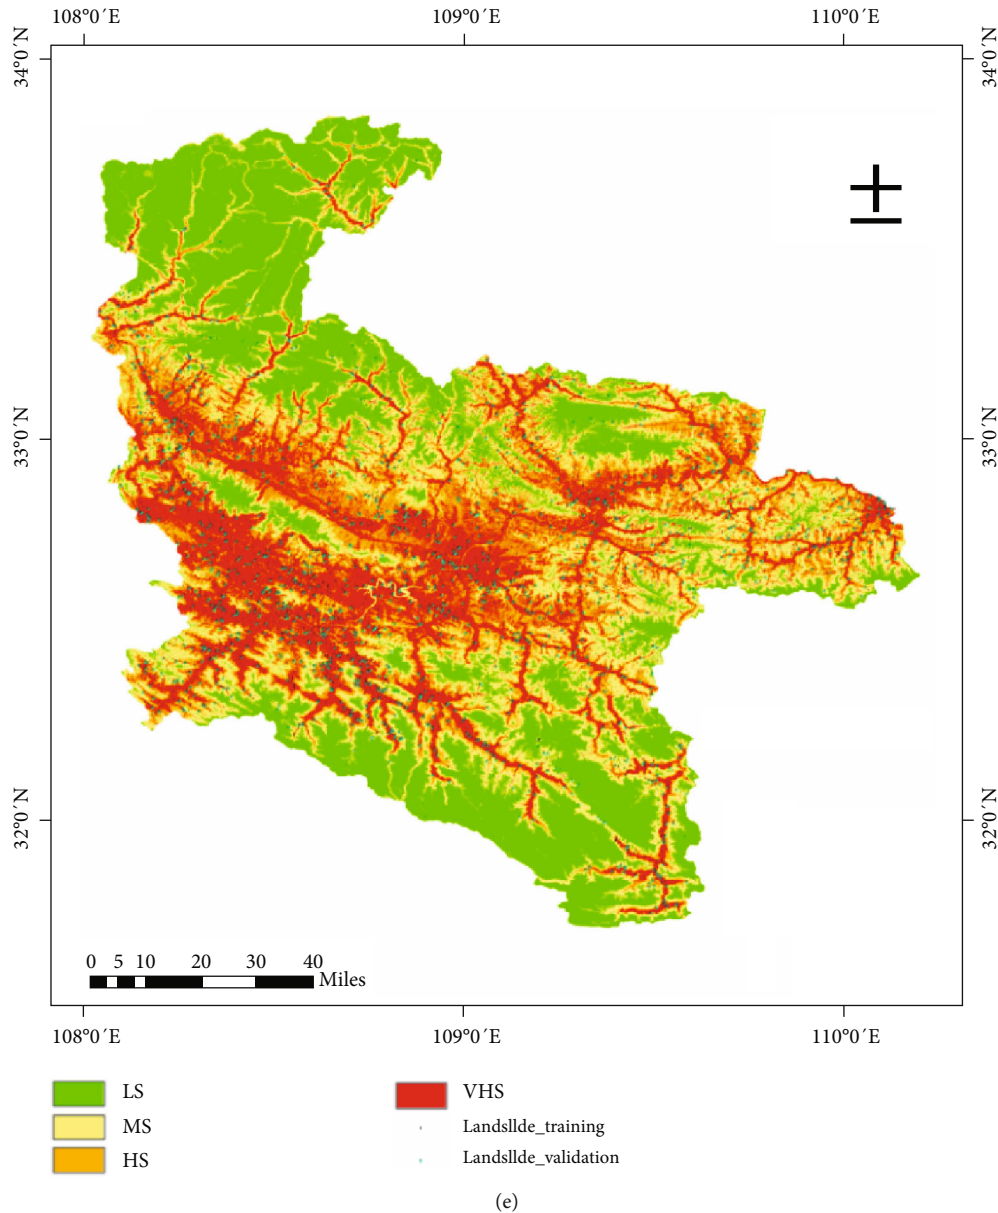 108°0´E 109°0´E 110°0´E
34°0´N 34°0´N
33°0´N 33°0´N
32°0´N 32°0´N
0 5 10 20 30 40
Miles
108°0´E 109°0´E 110°0´E
LS VHS
MS Landsllde_training
HS Landsllde_validation
(e)